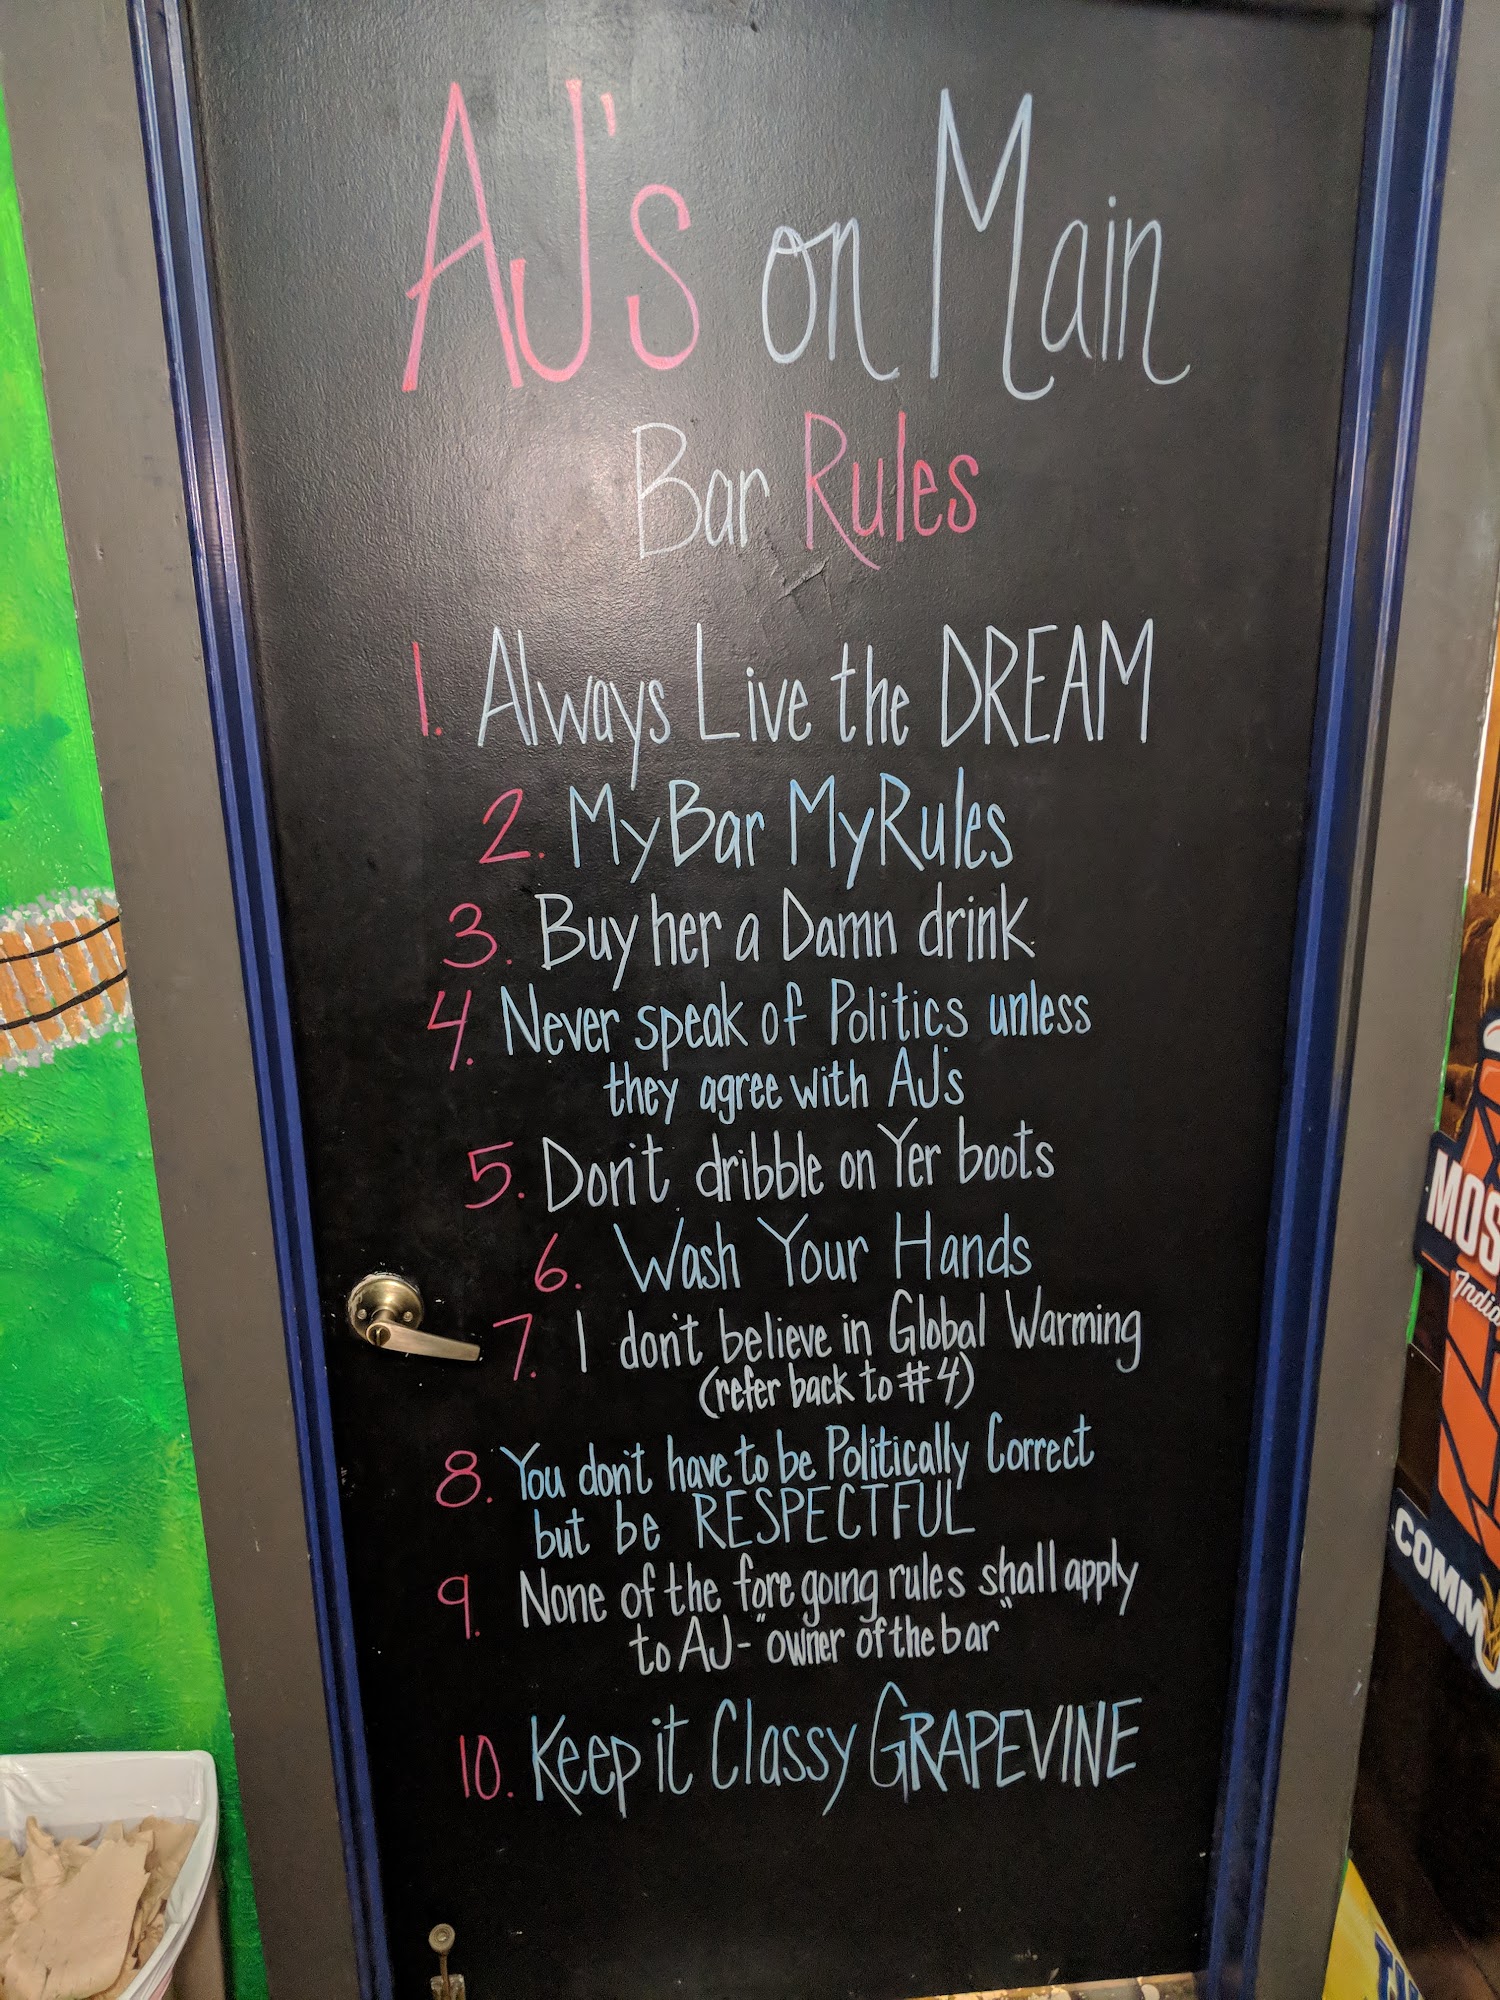 AJ's on Main
Bar Rules
1. Always Live the DREAM
2. My Bar My Rules
3. Buy her a Damn drink
4. Never speak of Politics unless
they agree with AJs
5. Don't dribble on Yer boots
6. Wash Your Hands
7. I don't believe in Global Warming
(refer back to #4)
8. You don't have to be Politically Correct
but be RESPECTFUL
9. None of the fore going rules shall apply
to AJ- "owner of the bar"
10. Keep it Classy GRAPEVINE
MOS
India
COMM